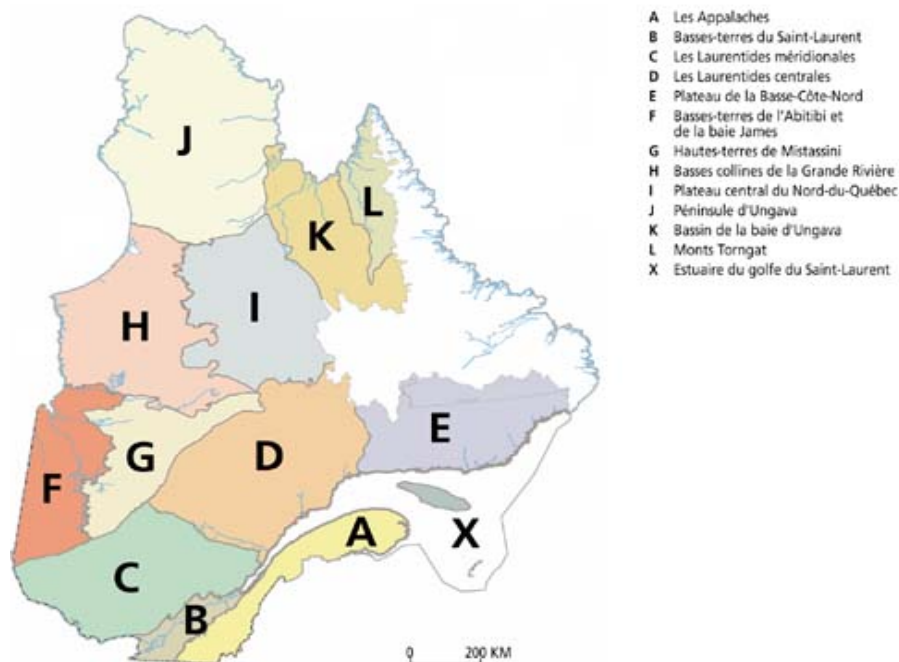 A Les Appalaches
B Basses-terres du Saint-Laurent
C Les Laurentides méridionales
D Les Laurentides centrales
E Plateau de la Basse-Côte-Nord
F Basses-terres de l'Abitibi et
de la baie James
G Hautes-terres de Mistassini
H Basses collines de la Grande Rivière
I Plateau central du Nord-du-Québec
J Péninsule d'Ungava
K Bassin de la baie d'Ungava
L Monts Torngat
X Estuaire du golfe du Saint-Laurent
J
L
K
I
H
E
D
G
F
A
X
C
B
0 200 KM